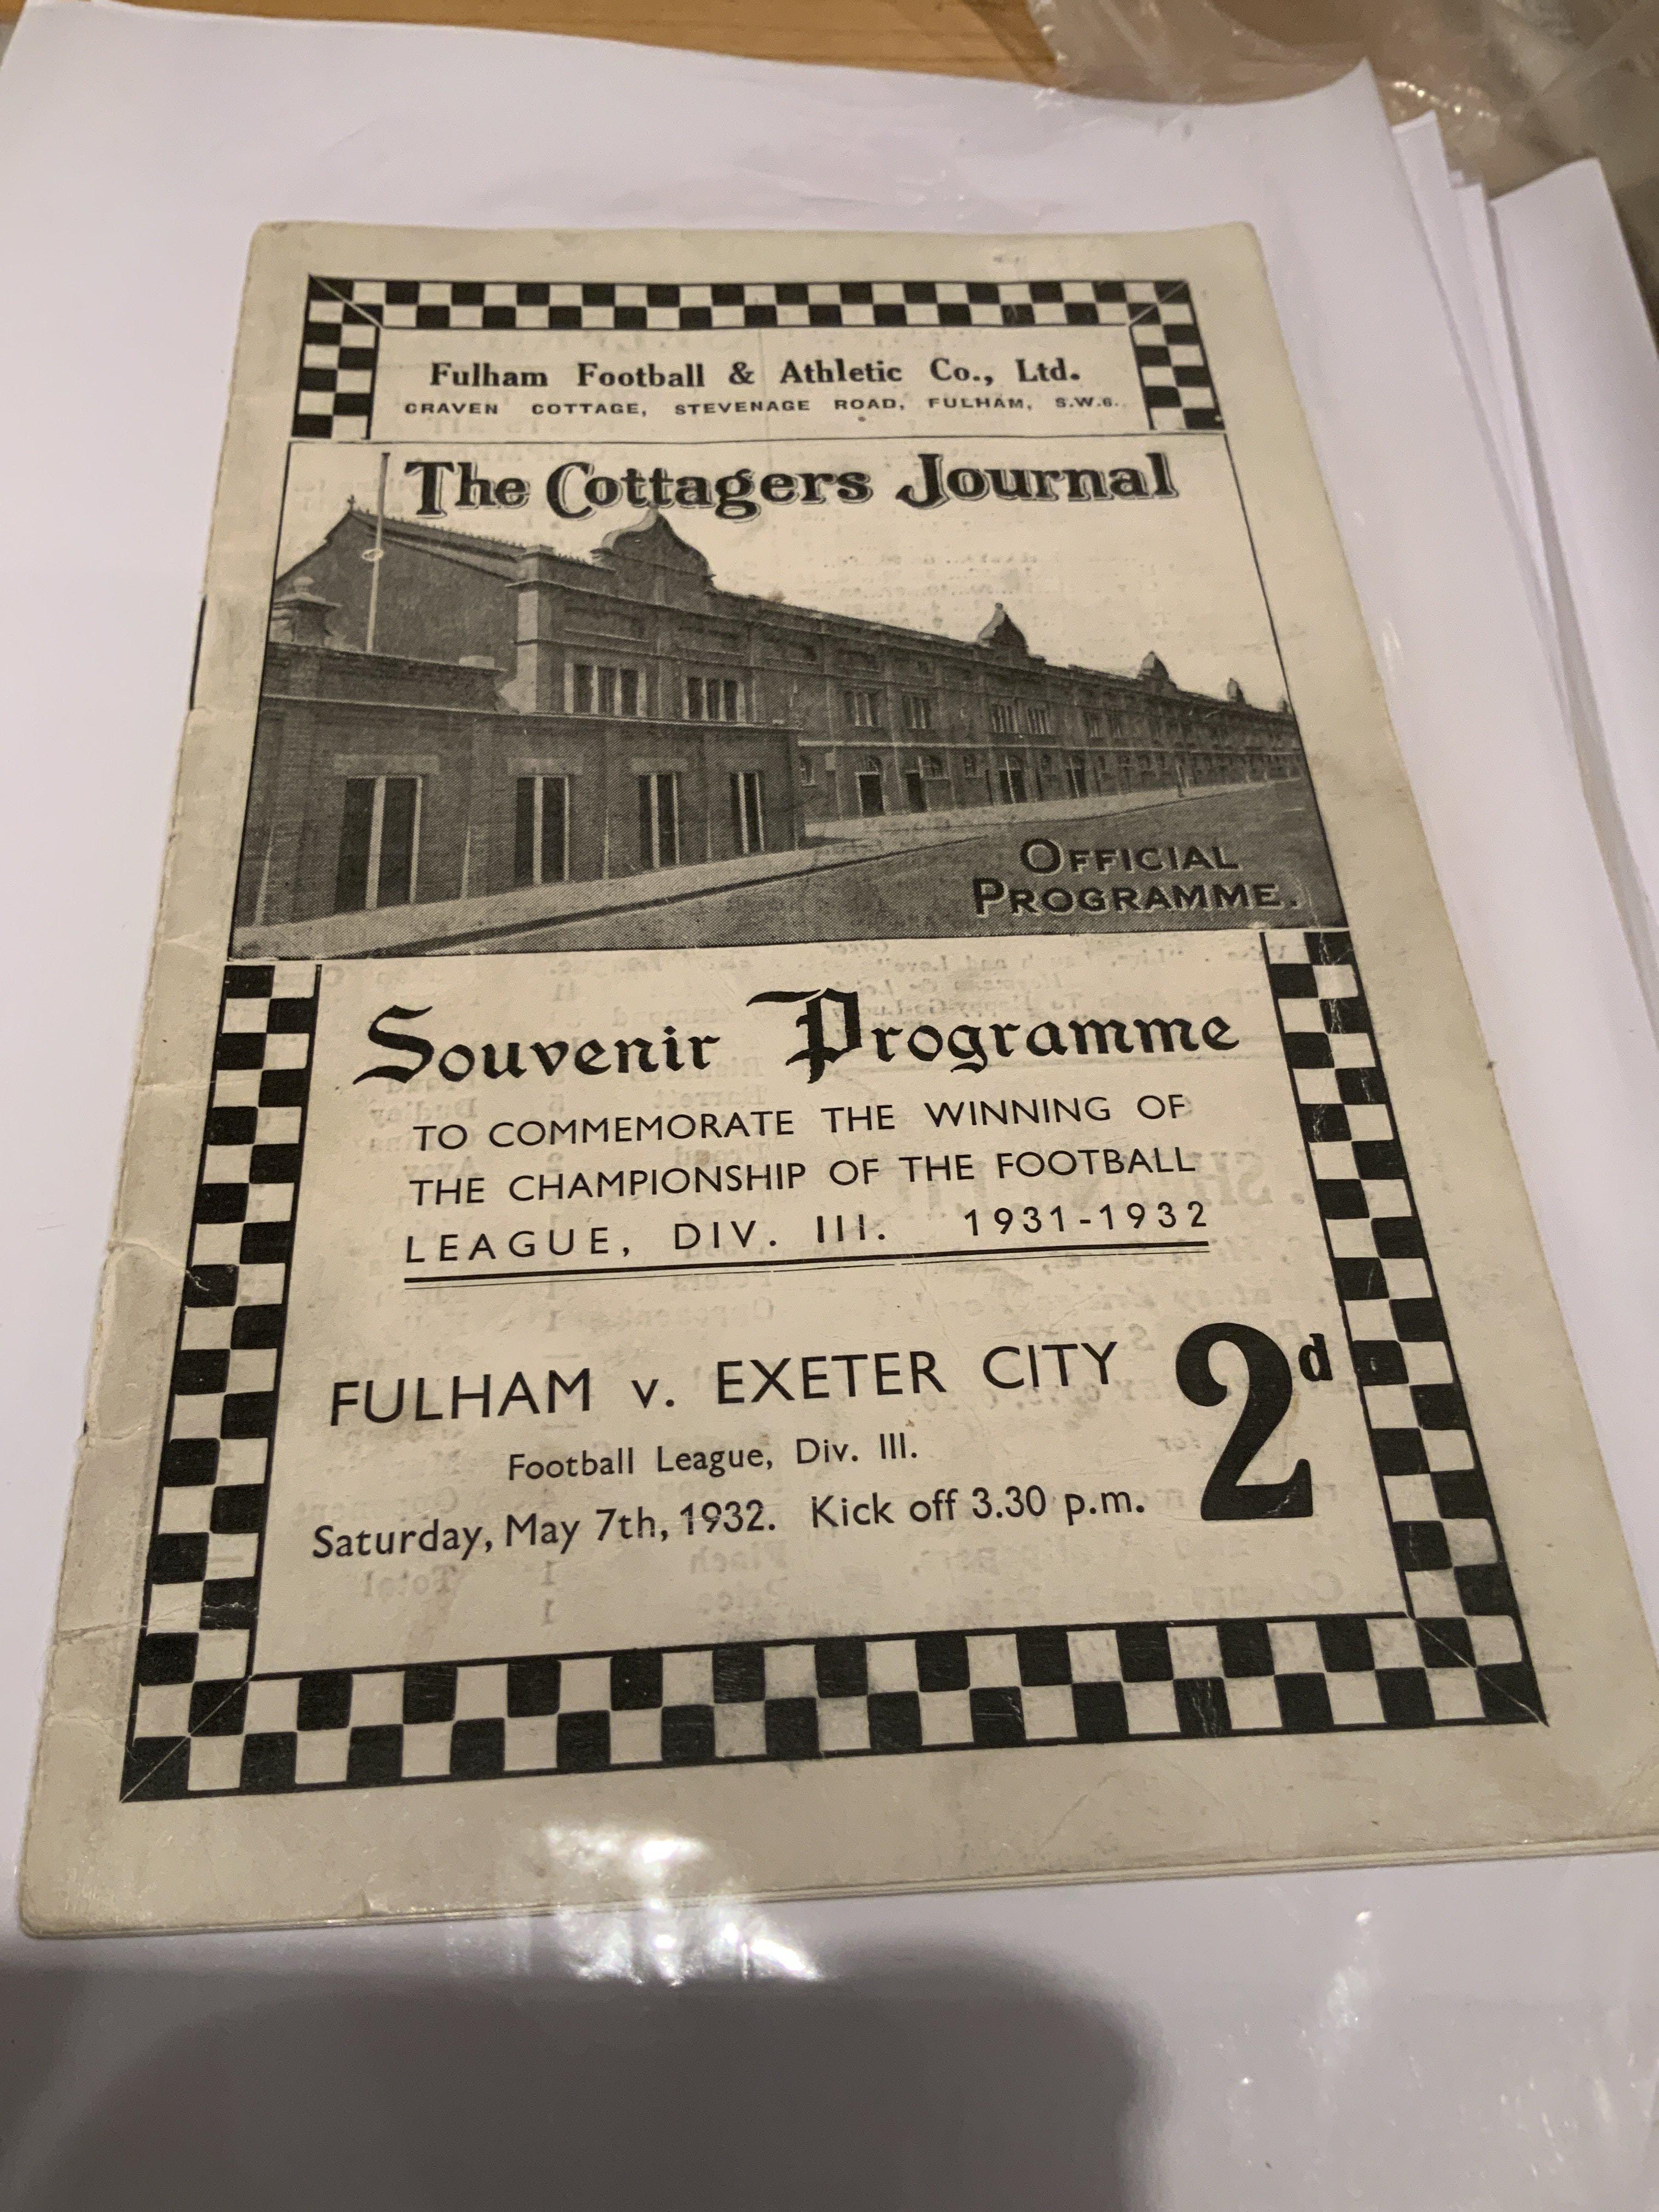 Fulham Football & Athletic Co., Ltd.
CRAVEN COTTAGE, STEVENAGE ROAD, FULHAM, S.W.6.
The Cottagers Journal
OFFICIAL
PROGRAMME.
Souvenir Programme
TO COMMEMORATE THE WINNING OF
THE CHAMPIONSHIP OF THE FOOTBALL
LEAGUE, DIV. III. 1931-1932
FULHAM v. EXETER CITY
2d
Football League, Div. III.
Saturday, May 7th, 1932. Kick off 3.30 p.m.